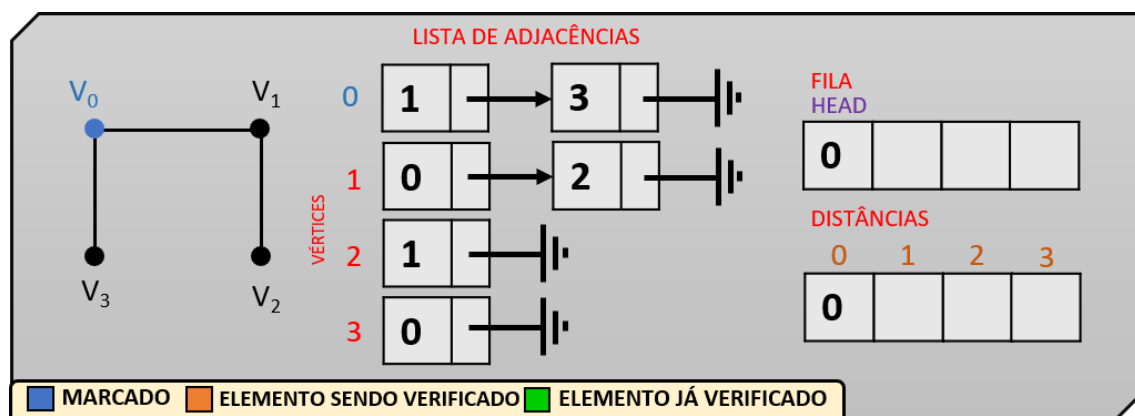 LISTA DE ADJACÊNCIAS
V₀ V₁
V₃ V₂
VÉRTICES
0 1 3
1 0 2
2 1
3 0
FILA
HEAD
0
DISTÂNCIAS
0 1 2 3
0
MARCADO ELEMENTO SENDO VERIFICADO ELEMENTO JÁ VERIFICADO